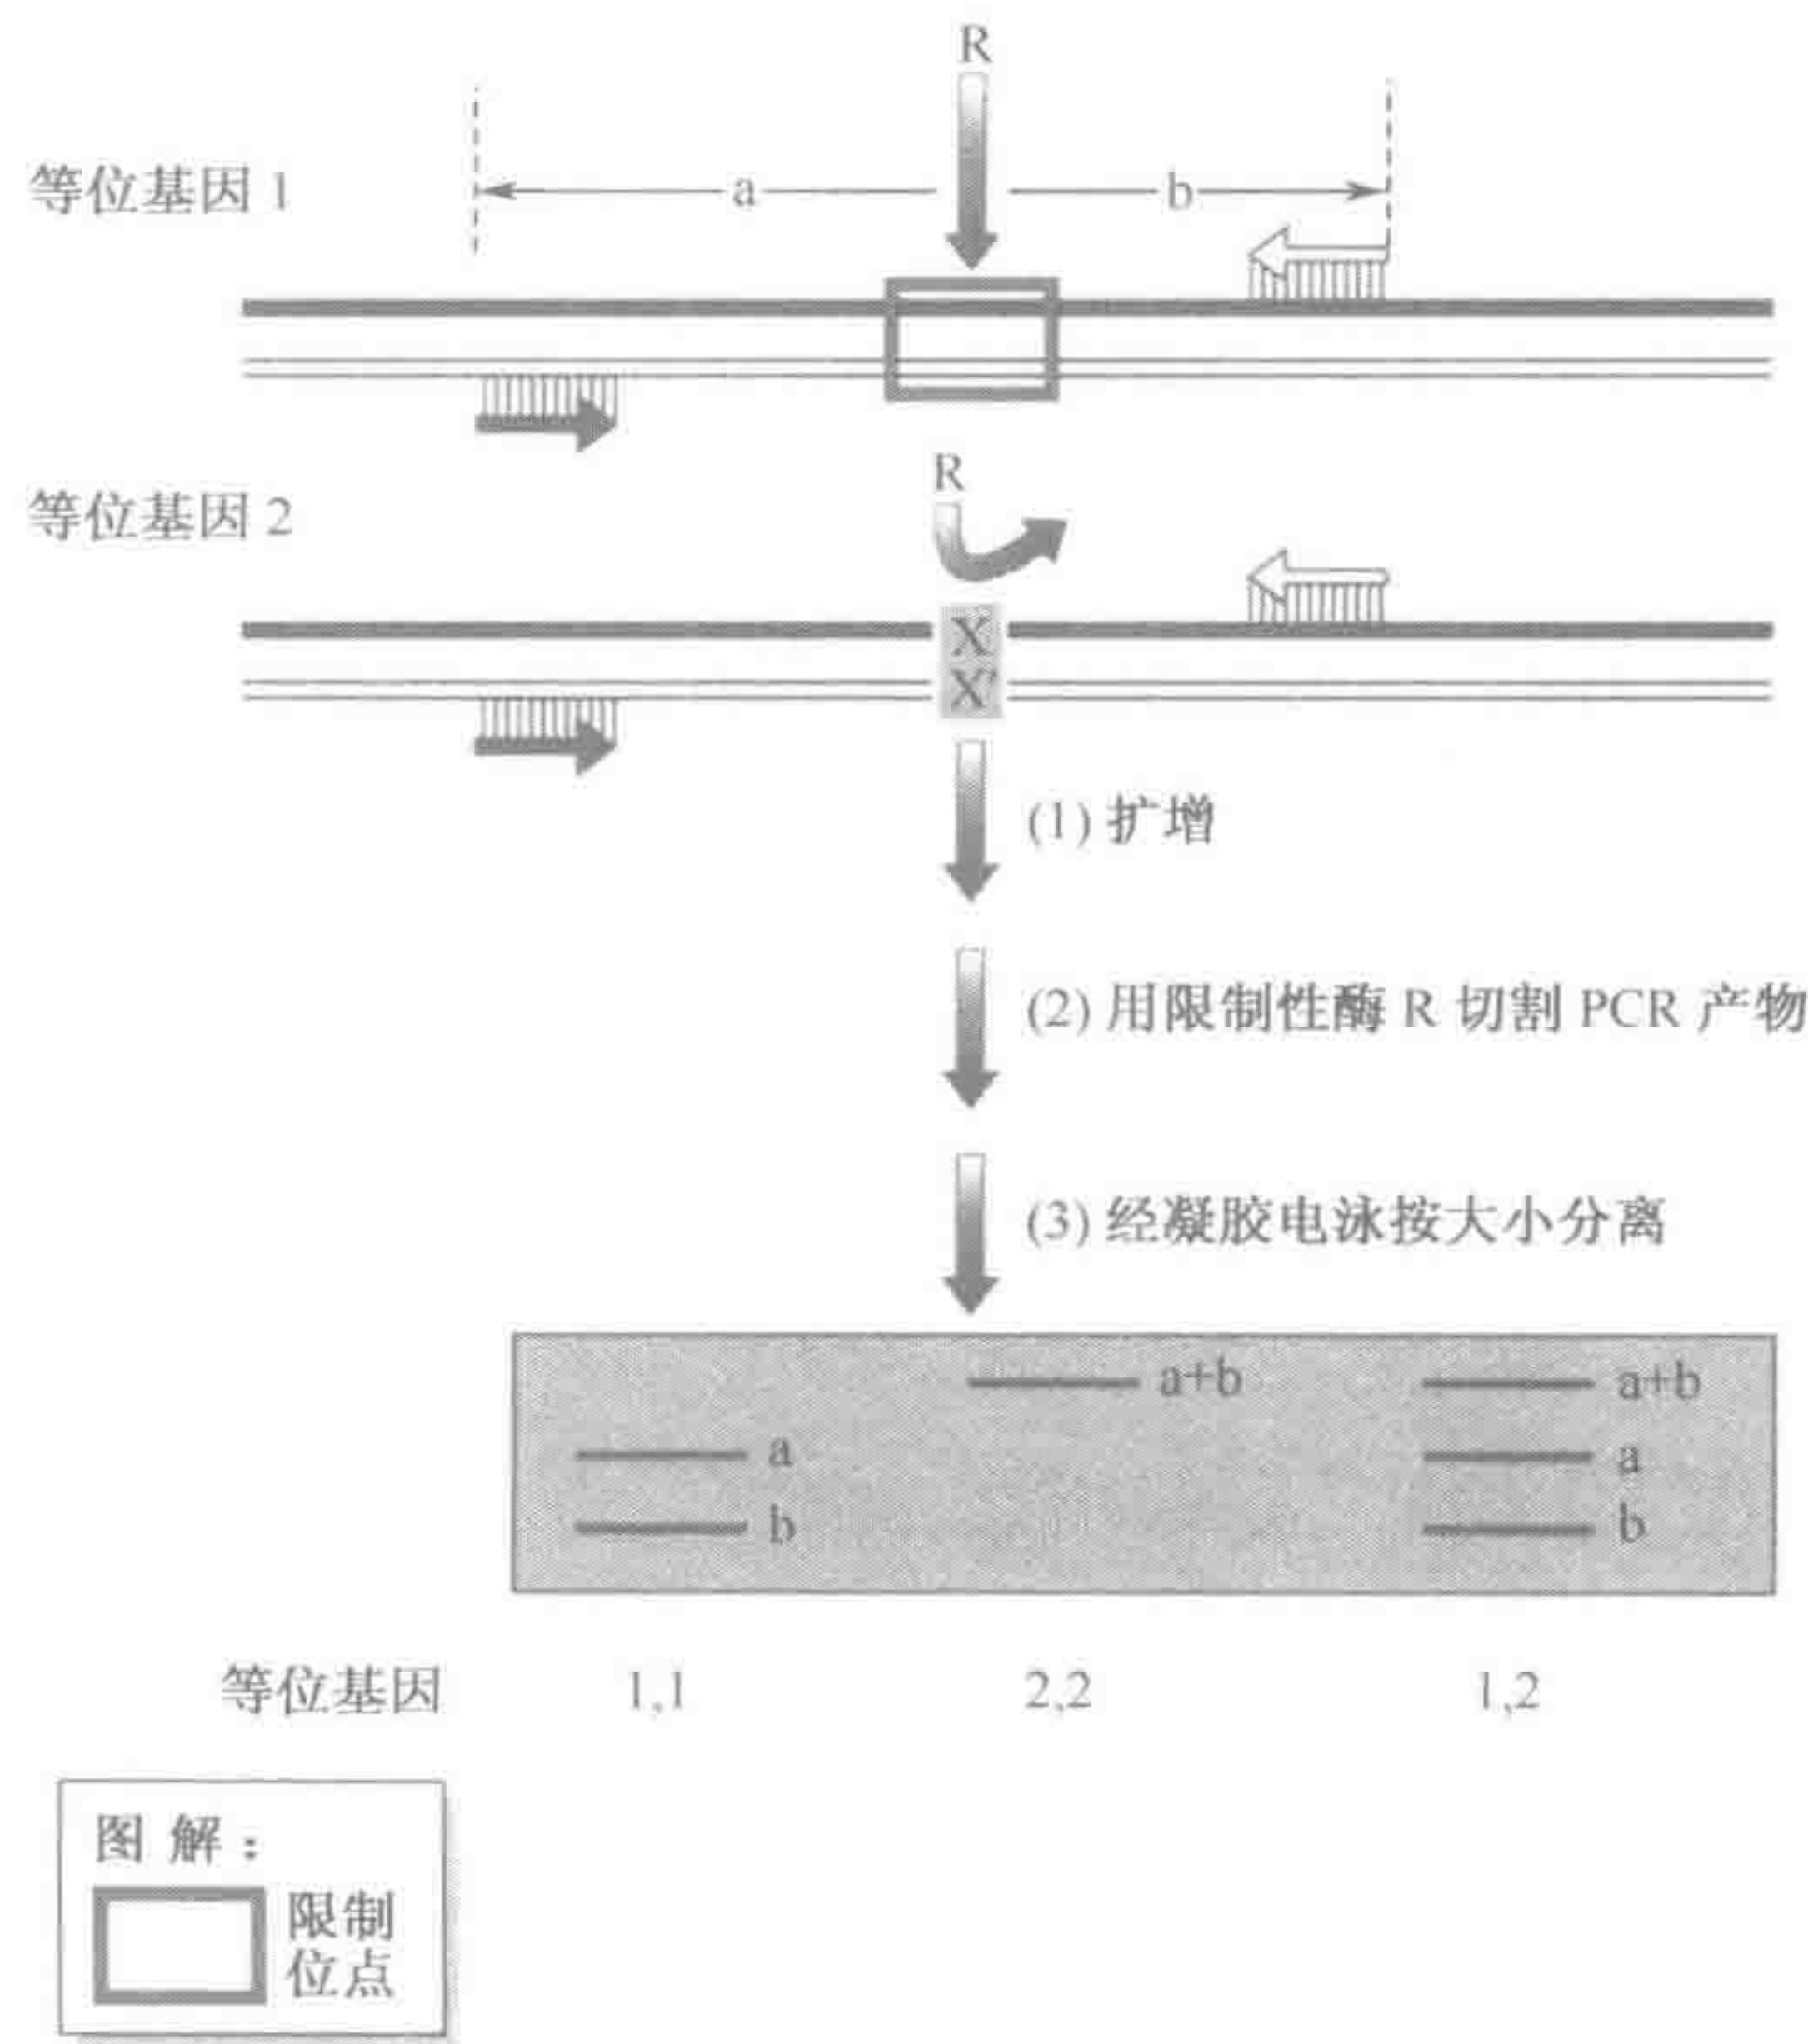 R
等位基因 1
a
b
R
等位基因 2
X
X'
(1) 扩增
(2) 用限制性酶 R 切割 PCR 产物
(3) 经凝胶电泳按大小分离
a+b
a+b
a
a
b
b
等位基因 1,1 2,2 1,2
图 解：
限制
位点